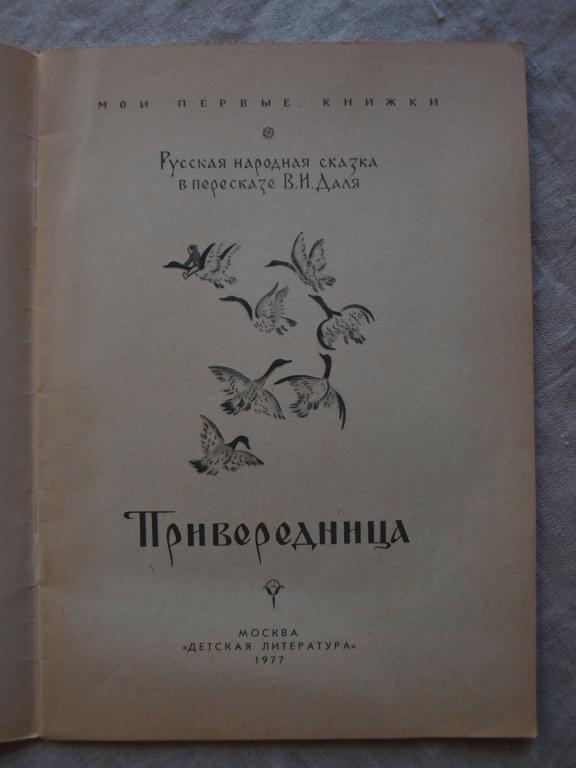 МОИ ПЕРВЫЕ КНИЖКИ
Русская народная сказка
в пересказе В.И. Даля
Привередница
МОСКВА
«ДЕТСКАЯ ЛИТЕРАТУРА»
1977